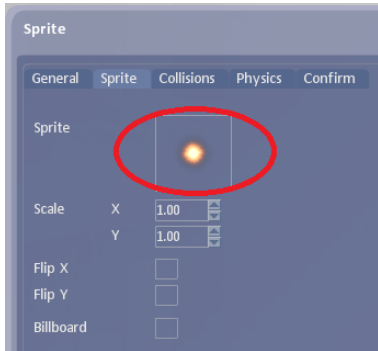 Sprite
General Sprite Collisions Physics Confirm
Sprite
Scale X 1.00
Y 1.00
Flip X
Flip Y
Billboard